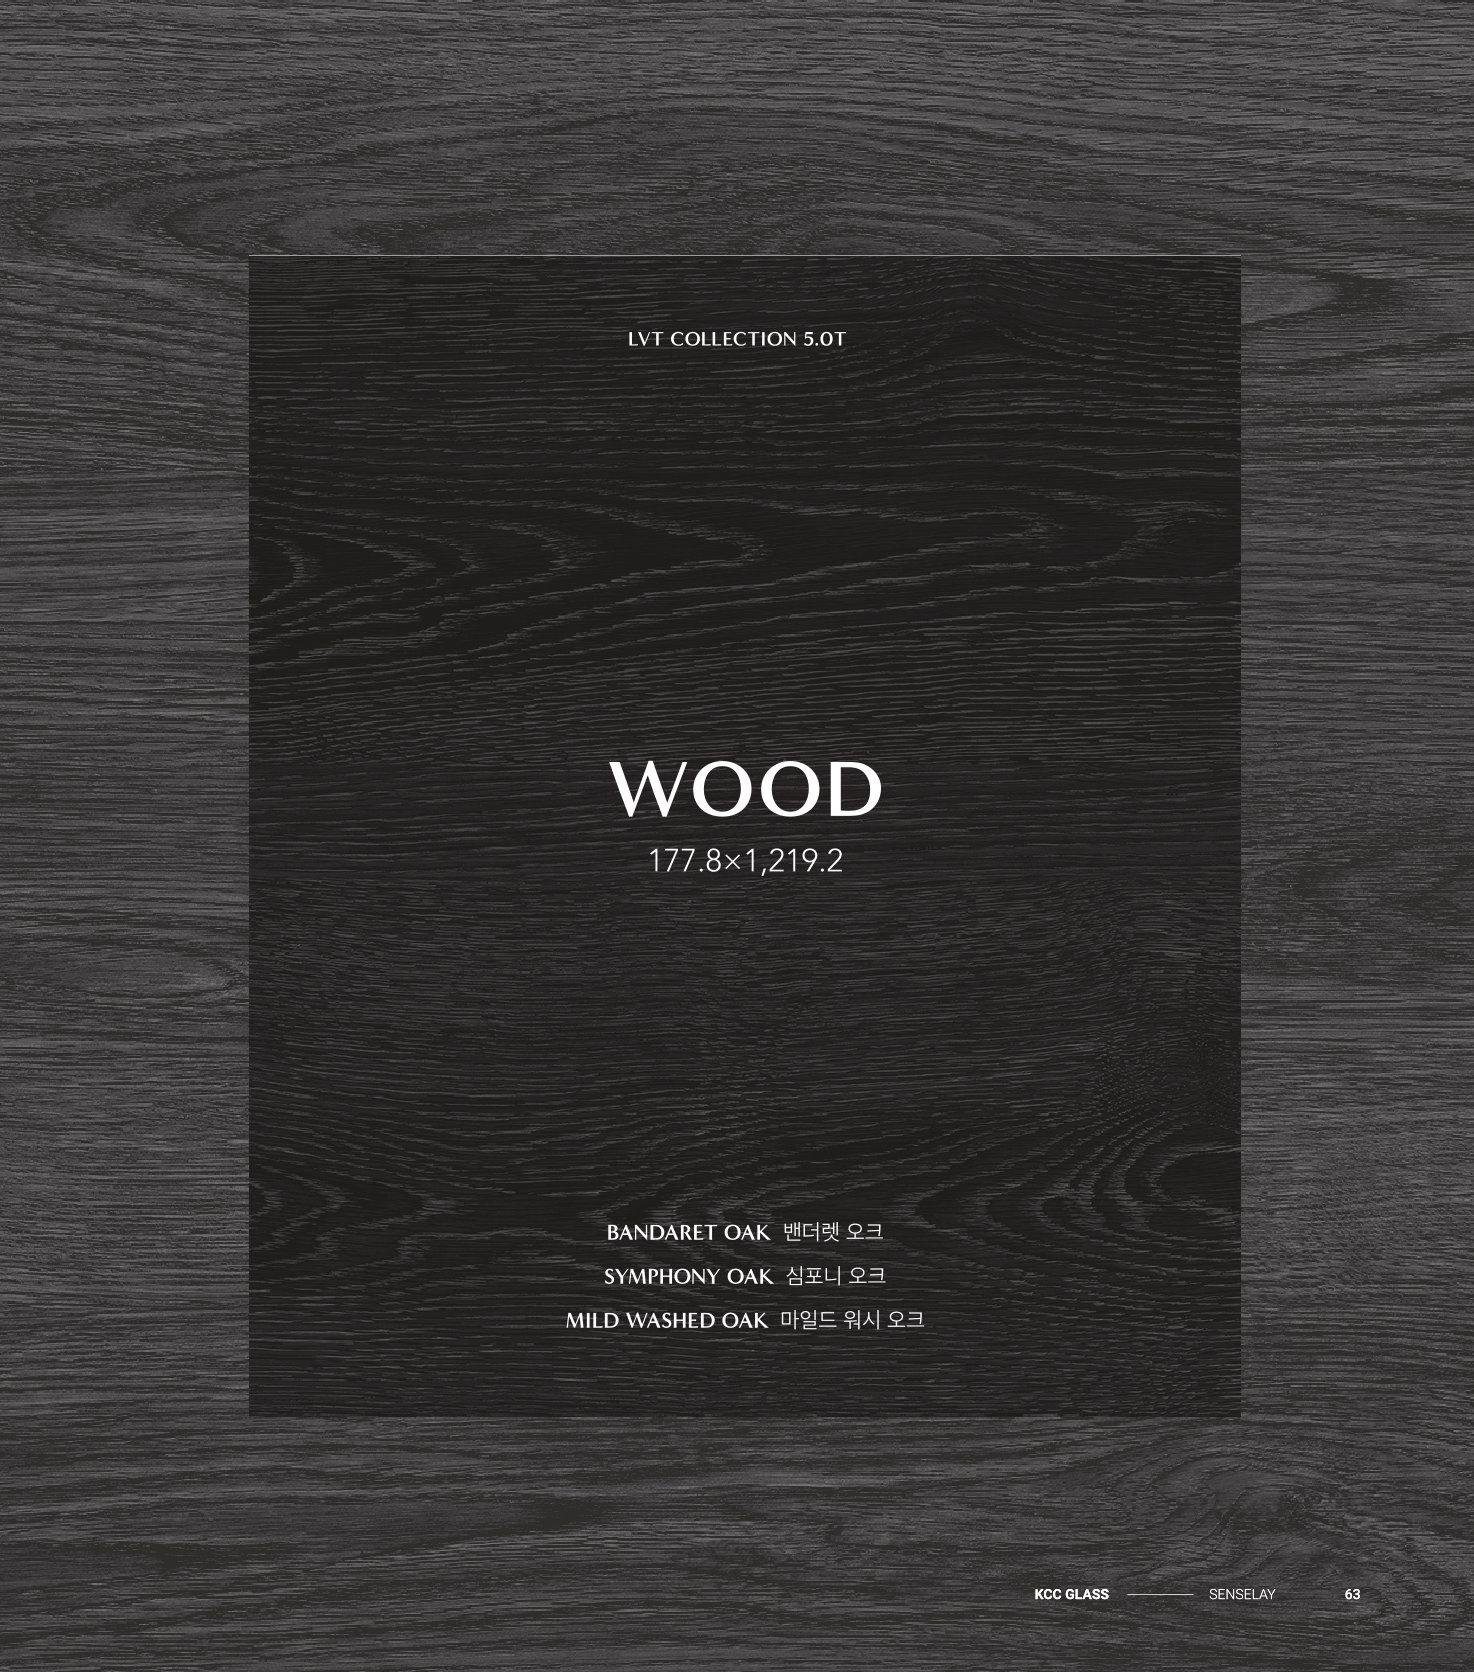 LVT COLLECTION 5.0T
WOOD
177.8×1,219.2
BANDARET OAK 밴더렛 오크
SYMPHONY OAK 심포니 오크
MILD WASHED OAK 마일드 워시 오크
KCC GLASS SENSELAY 63